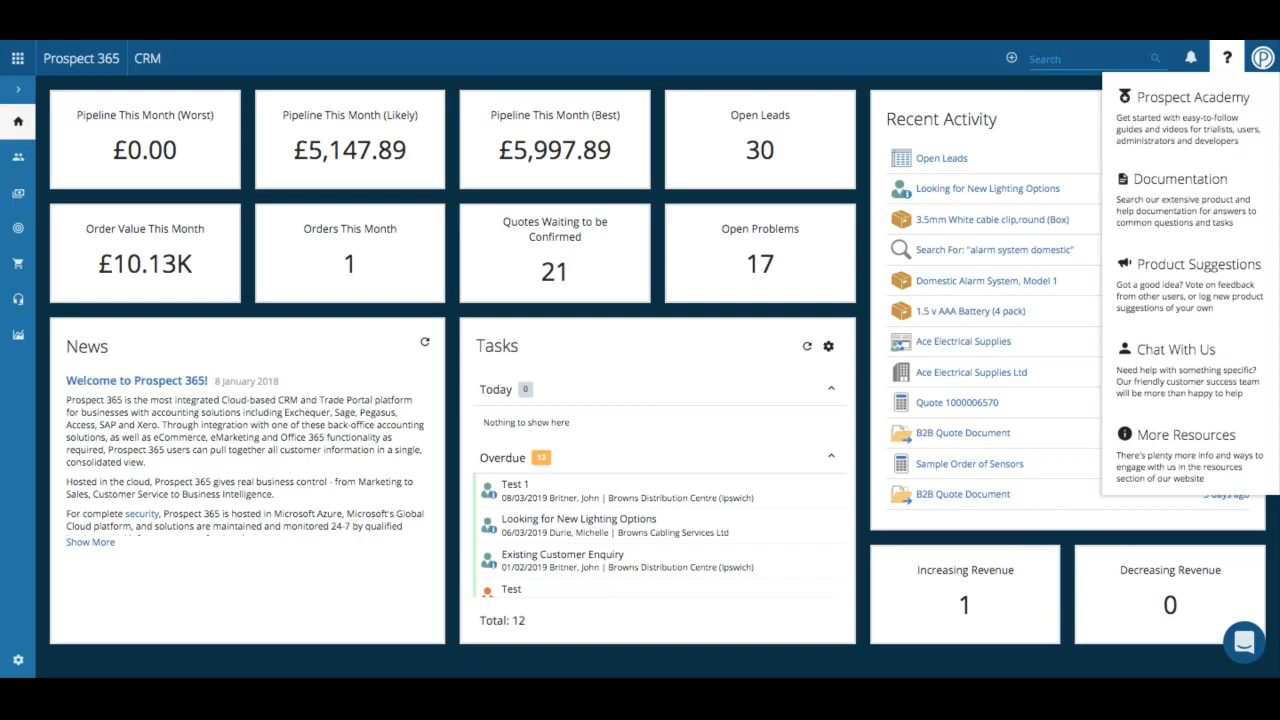 Prospect 365
CRM
Search
?
Pipeline This Month (Worst)
£0.00
Pipeline This Month (Likely)
£5,147.89
Pipeline This Month (Best)
£5,997.89
Open Leads
30
Order Value This Month
£10.13K
Orders This Month
1
Quotes Waiting to be
Confirmed
21
Open Problems
17
News
Welcome to Prospect 365! 8 January 2018
Prospect 365 is the most integrated Cloud-based CRM and Trade Portal platform
for businesses with accounting solutions including Exchequer, Sage, Pegasus,
Access, SAP and Xero. Through integration with one of these back-office accounting
solutions, as well as eCommerce, eMarketing and Office 365 functionality as
required, Prospect 365 users can pull together all customer information in a single,
consolidated view.
Hosted in the cloud, Prospect 365 gives real business control - from Marketing to
Sales, Customer Service to Business Intelligence.
For complete security, Prospect 365 is hosted in Microsoft Azure, Microsoft's Global
Cloud platform, and solutions are maintained and monitored 24-7 by qualified
Show More
Tasks
Today 0
Nothing to show here
Overdue 12
Test 1
08/03/2019 Britner, John | Browns Distribution Centre (Ipswich)
Looking for New Lighting Options
06/03/2019 Durie, Michelle | Browns Cabling Services Ltd
Existing Customer Enquiry
01/02/2019 Britner, John | Browns Distribution Centre (Ipswich)
Test
Total: 12
Recent Activity
Open Leads
Looking for New Lighting Options
3.5mm White cable clip,round (Box)
Search For: "alarm system domestic"
Domestic Alarm System, Model 1
1.5 v AAA Battery (4 pack)
Ace Electrical Supplies
Ace Electrical Supplies Ltd
Quote 1000006570
B2B Quote Document
Sample Order of Sensors
B2B Quote Document
5 days ago
Increasing Revenue
1
Decreasing Revenue
0
Prospect Academy
Get started with easy-to-follow
guides and videos for trialists, users,
administrators and developers
Documentation
Search our extensive product and
help documentation for answers to
common questions and tasks
Product Suggestions
Got a good idea? Vote on feedback
from other users, or log new product
suggestions of your own
Chat With Us
Need help with something specific?
Our friendly customer success team
will be more than happy to help
More Resources
There's plenty more info and ways to
engage with us in the resources
section of our website